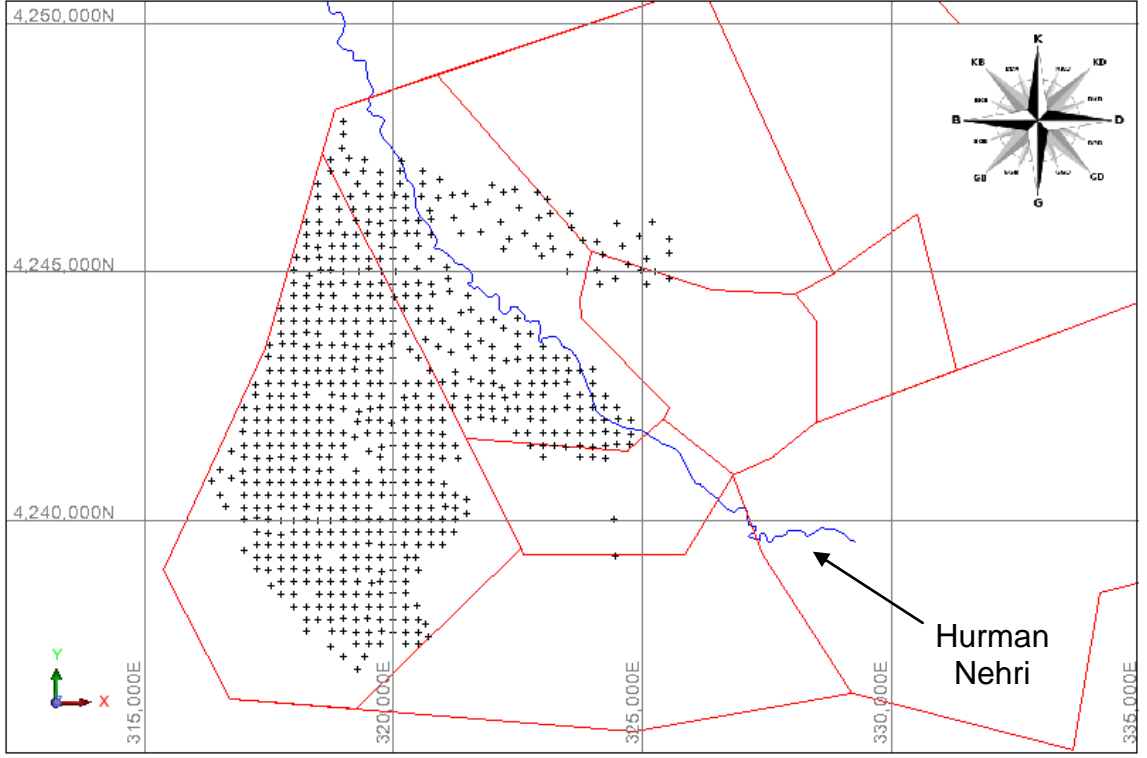 4,250,000N
K
KB
KD
B
D
GB
GD
G
4,245,000N
4,240,000N
Hurman
Nehri
Y
X
315,000E
320,000E
325,000E
330,000E
335,000E